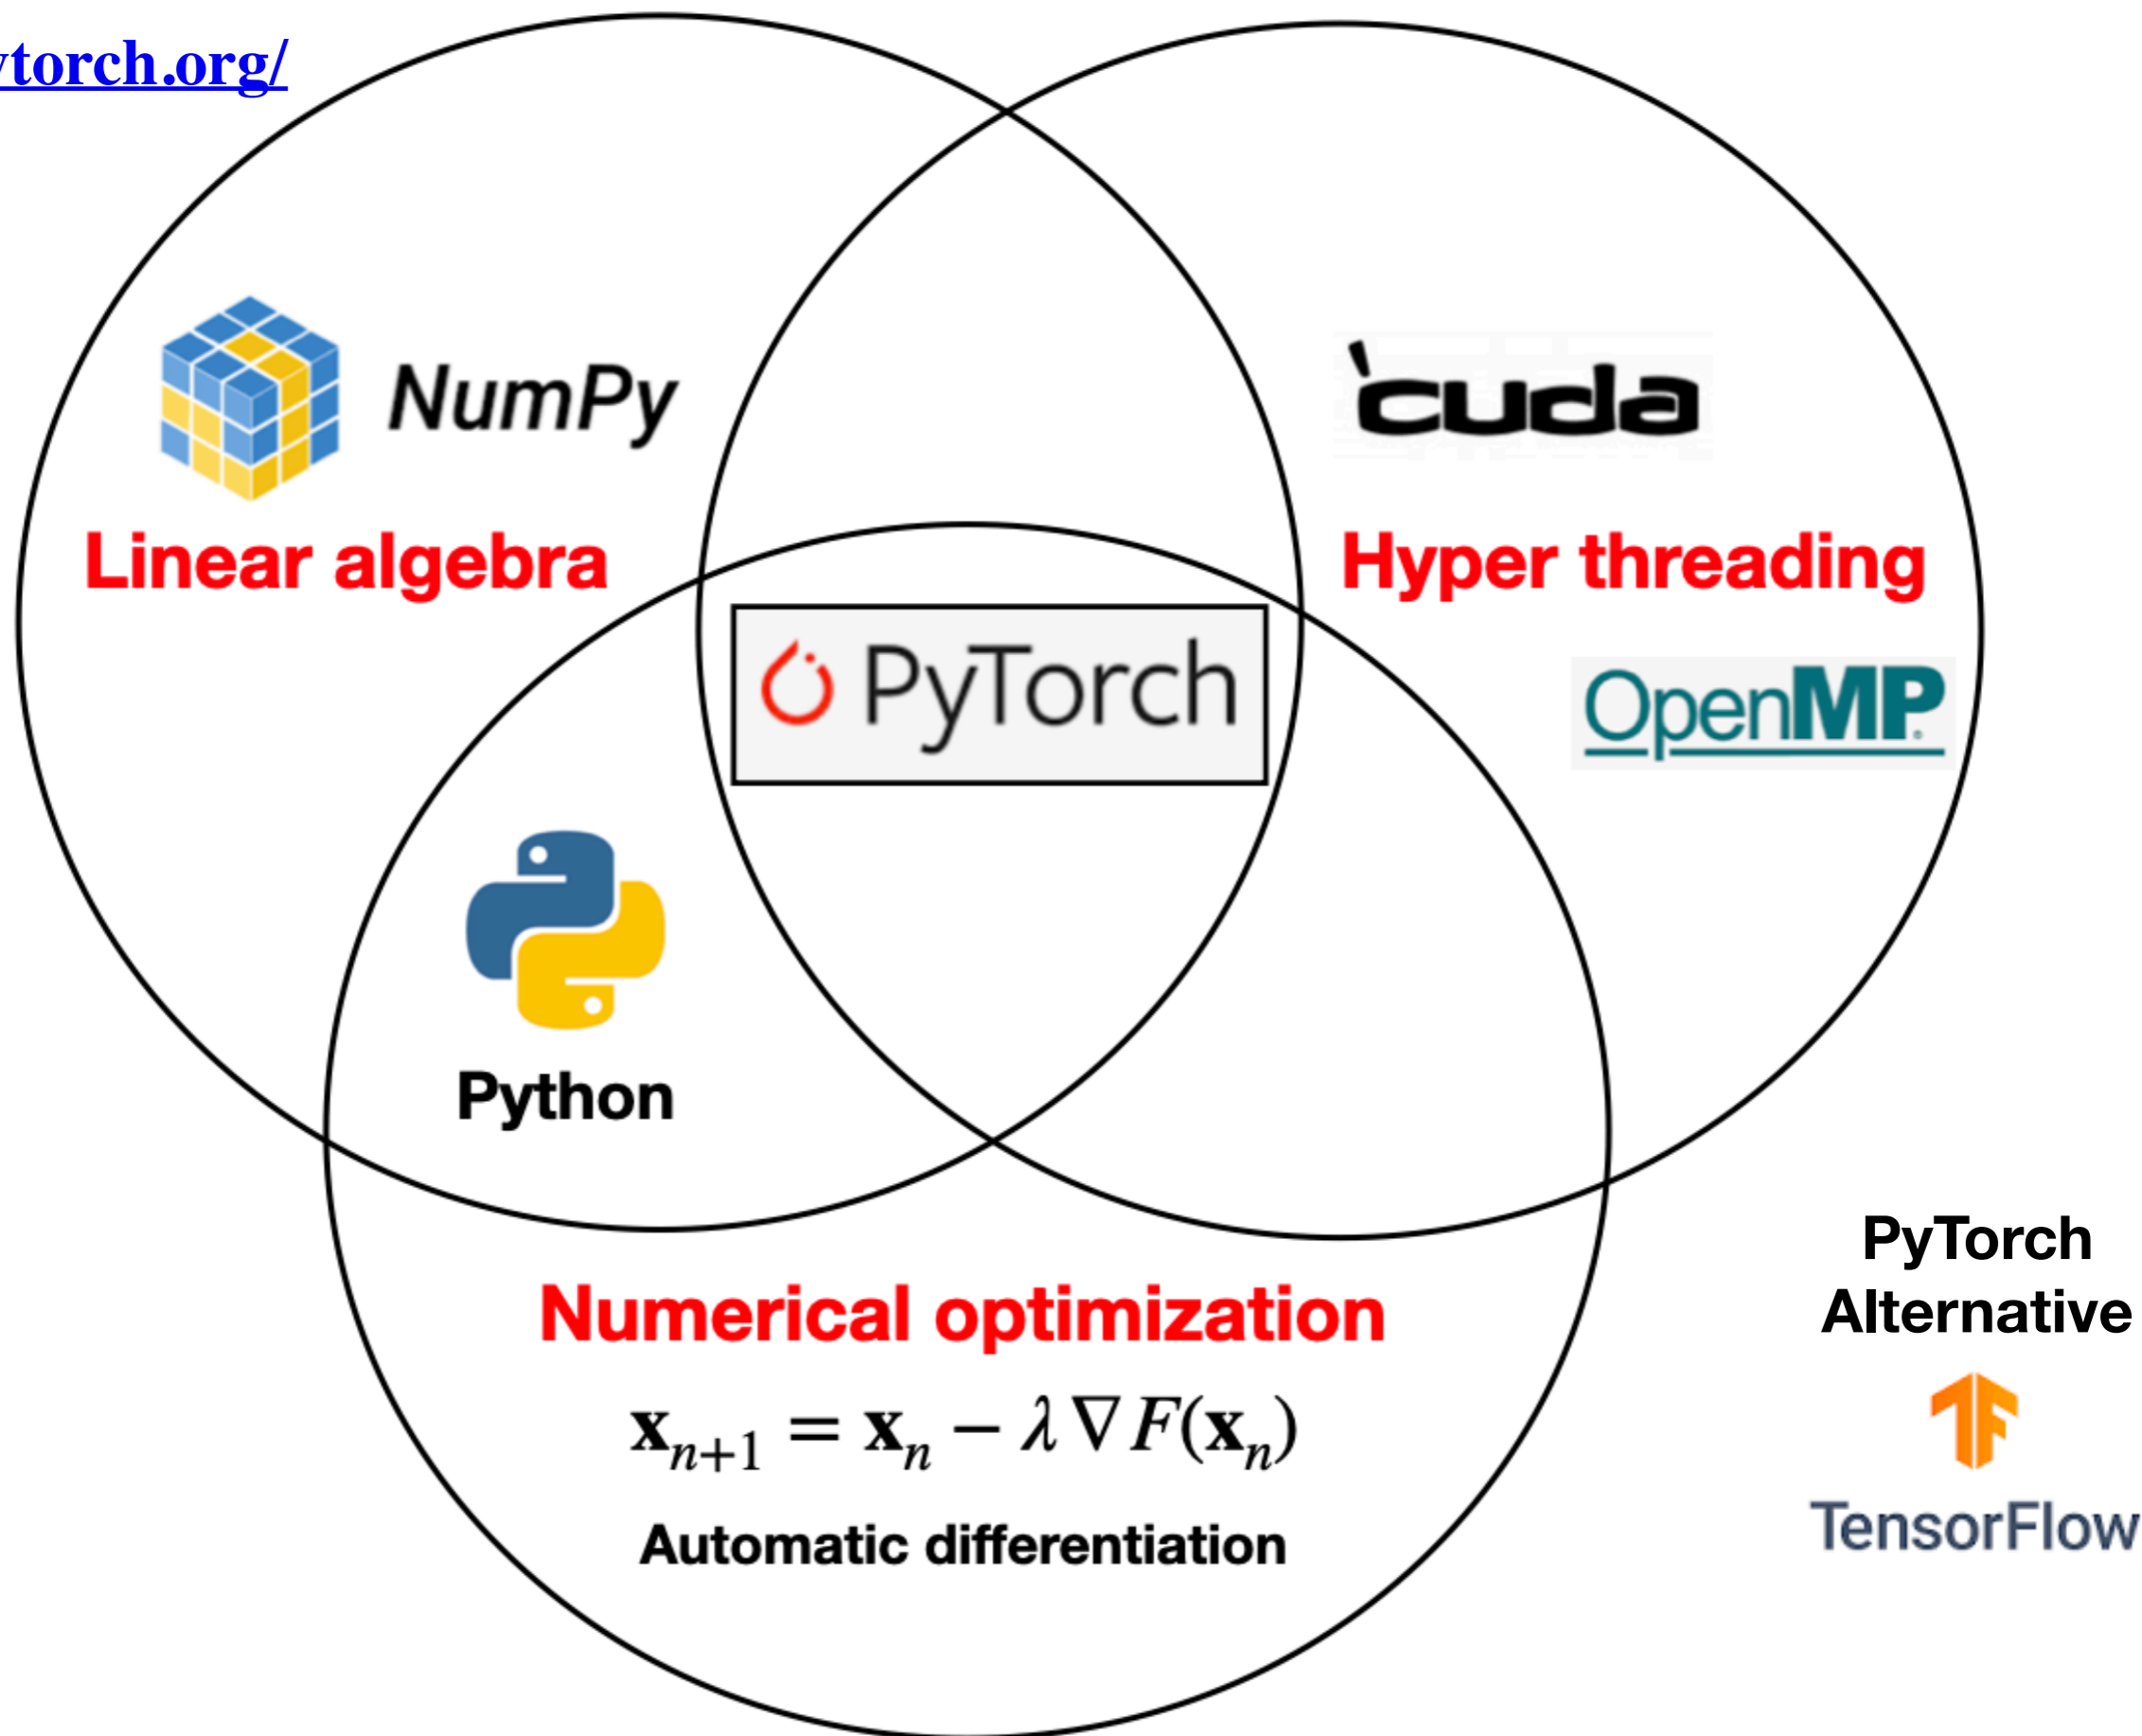 ytorch.org/
NumPy
Linear algebra
cuda
Hyper threading
OpenMP
PyTorch
Python
Numerical optimization
𝐱ₙ₊₁ = 𝐱ₙ − λ ∇F(𝐱ₙ)
Automatic differentiation
PyTorch
Alternative
TensorFlow